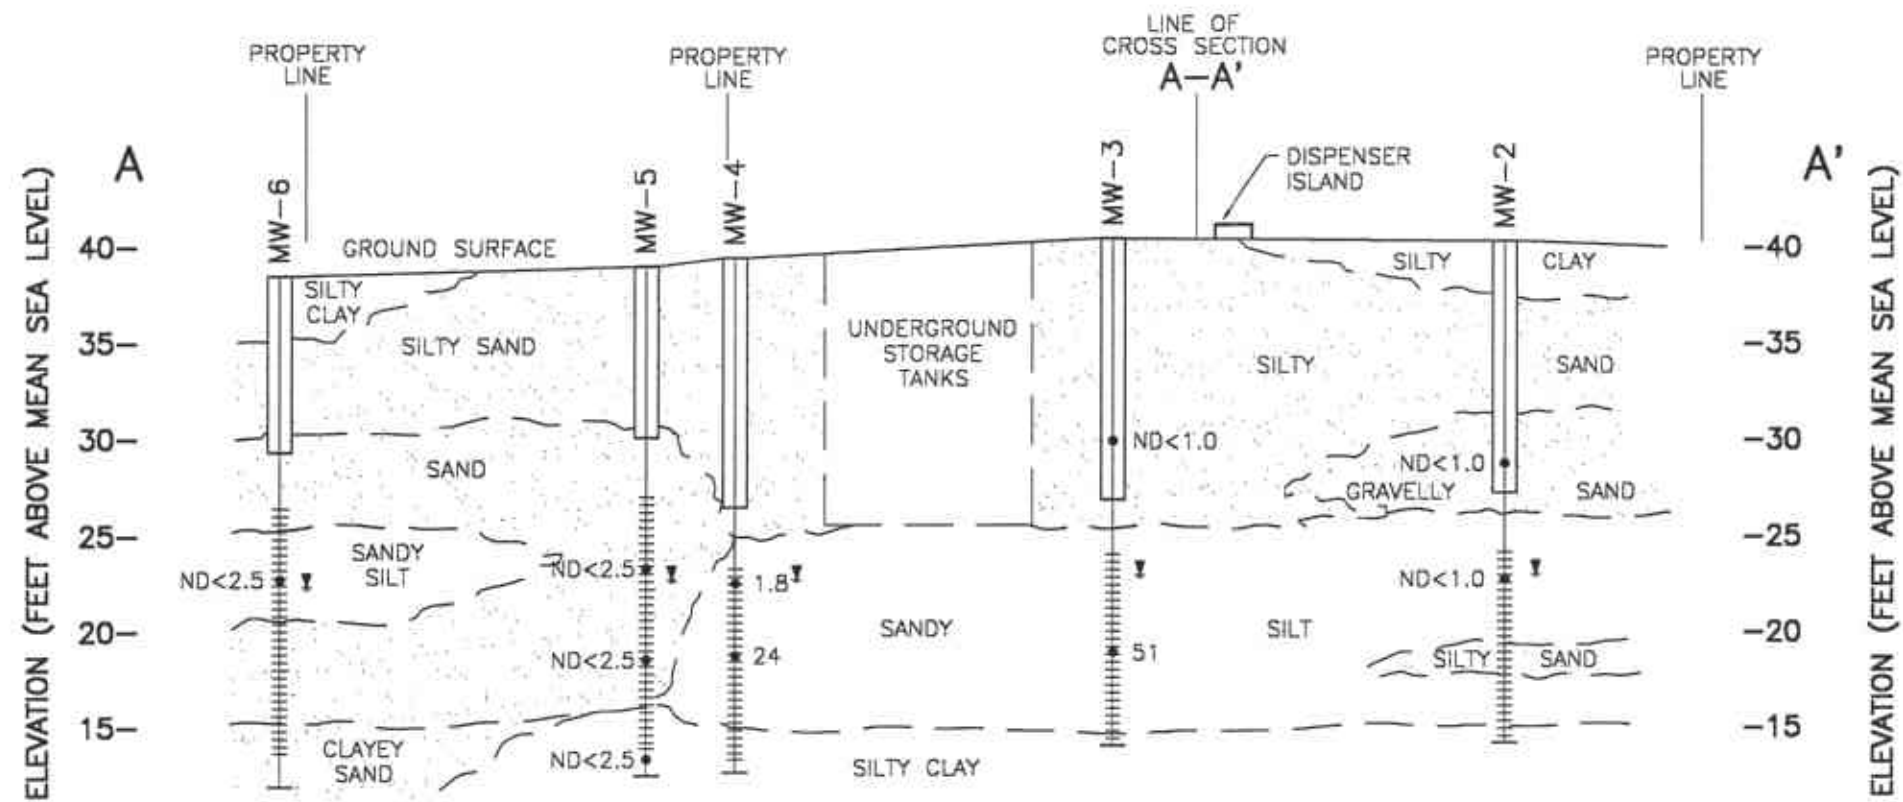 LINE OF
CROSS SECTION
A—A'
PROPERTY
LINE
PROPERTY
LINE
PROPERTY
LINE
A
A'
MW-6
MW-5
MW-4
MW-3
MW-2
DISPENSER
ISLAND
GROUND SURFACE
ELEVATION (FEET ABOVE MEAN SEA LEVEL)
40—
35—
30—
25—
20—
15—
SILTY
CLAY
SILTY SAND
SAND
SANDY
SILT
CLAYEY
SAND
UNDERGROUND
STORAGE
TANKS
SILTY CLAY
SILTY SAND
GRAVELLY SAND
SANDY SILT
SILTY SAND
SILTY CLAY
ND<2.5
ND<2.5
ND<2.5
ND<2.5
1.8
24
ND<1.0
51
ND<1.0
ND<1.0
—40
—35
—30
—25
—20
—15
ELEVATION (FEET ABOVE MEAN SEA LEVEL)